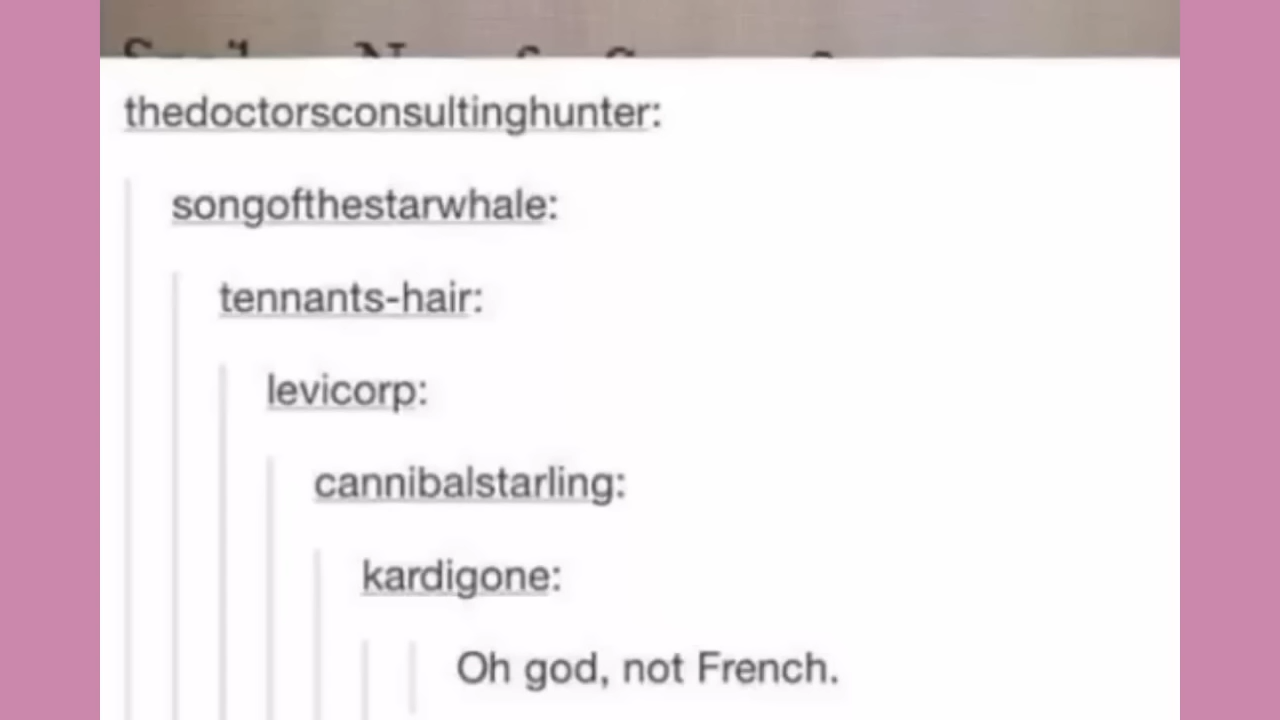 thedoctorsconsultinghunter:
songofthestarwhale:
tennants-hair:
levicorp:
cannibalstarling:
kardigone:
Oh god, not French.